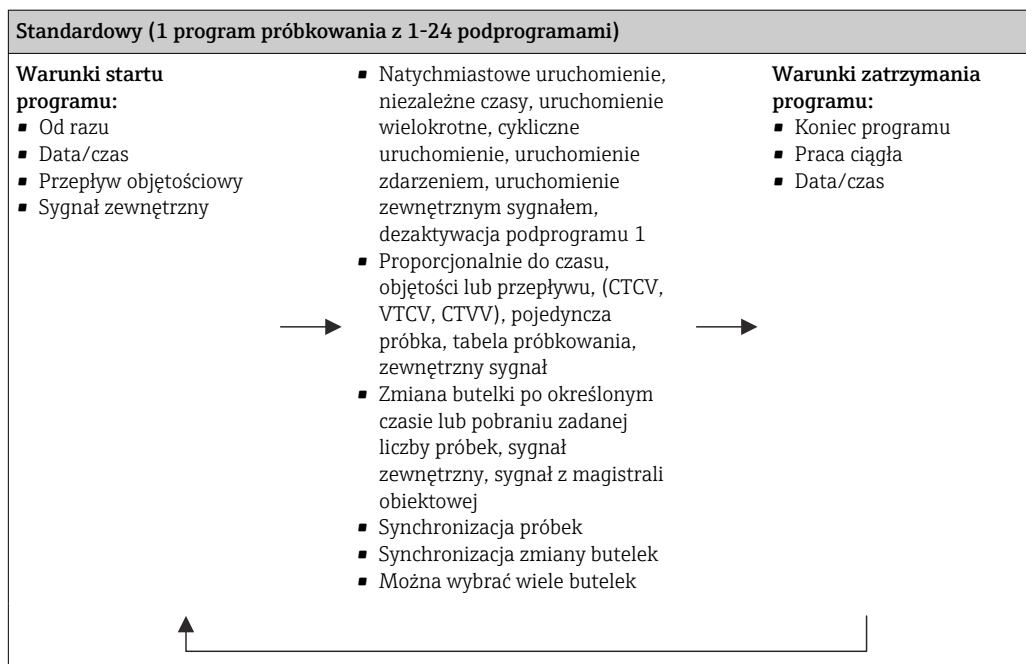 Standardowy (1 program próbkowania z 1-24 podprogramami)
Warunki startu
programu:
▪ Od razu
▪ Data/czas
▪ Przepływ objętościowy
▪ Sygnał zewnętrzny
▪ Natychmiastowe uruchomienie,
niezależne czasy, uruchomienie
wielokrotne, cykliczne
uruchomienie, uruchomienie
zdarzeniem, uruchomienie
zewnętrznym sygnałem,
dezaktywacja podprogramu 1
▪ Proporcjonalnie do czasu,
objętości lub przepływu, (CTCV,
VTCV, CTVV), pojedyncza
próbka, tabela próbkowania,
zewnętrzny sygnał
▪ Zmiana butelki po określonym
czasie lub pobraniu zadanej
liczby próbek, sygnał
zewnętrzny, sygnał z magistrali
obiektowej
▪ Synchronizacja próbek
▪ Synchronizacja zmiany butelek
▪ Można wybrać wiele butelek
Warunki zatrzymania
programu:
▪ Koniec programu
▪ Praca ciągła
▪ Data/czas